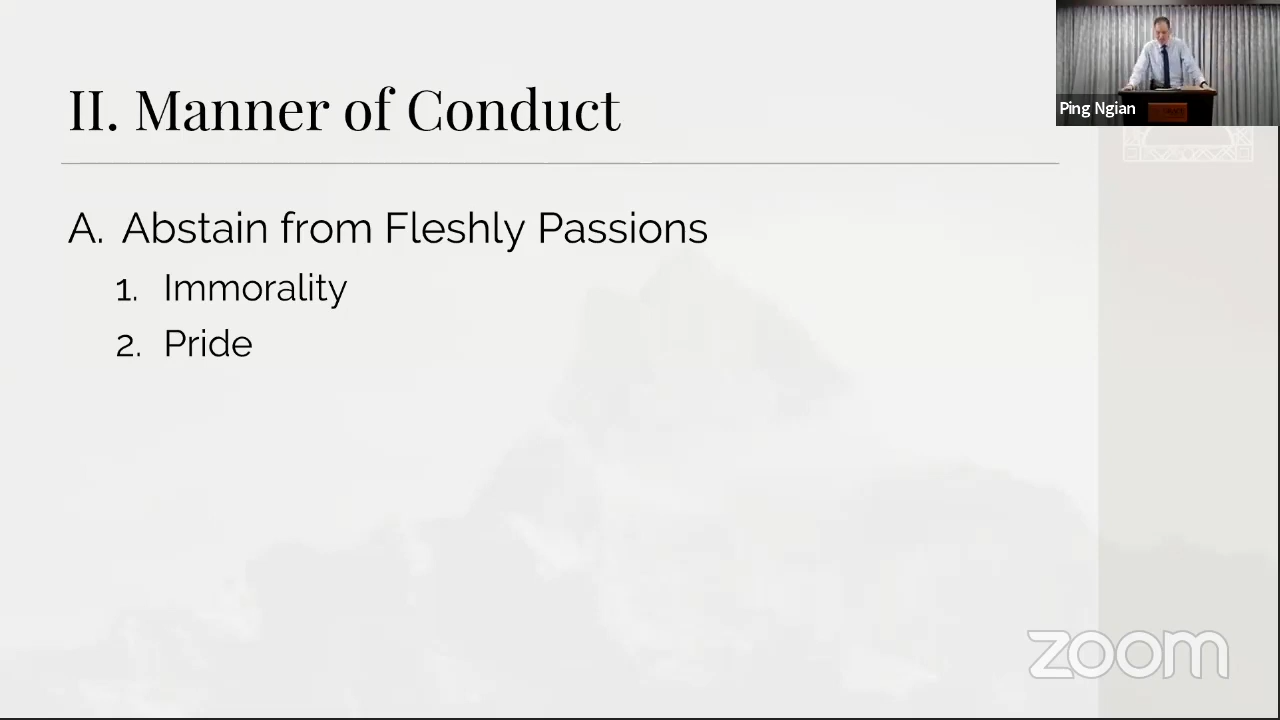 II. Manner of Conduct
A. Abstain from Fleshly Passions
1. Immorality
2. Pride
Ping Ngian
zoom